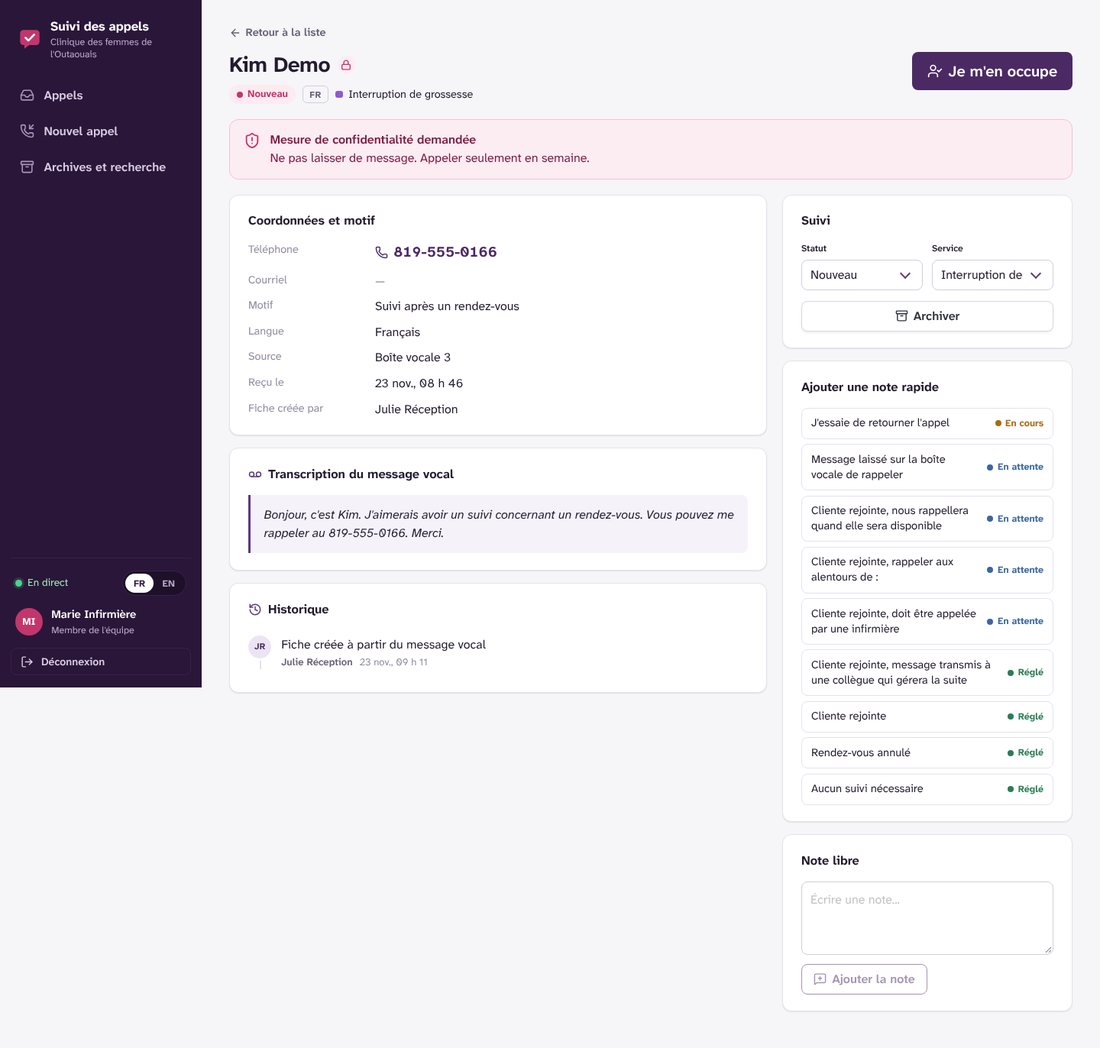 Suivi des appels
Clinique des femmes de
l'Outaouais
Appels
Nouvel appel
Archives et recherche
En direct
FR
EN
MI
Marie Infirmière
Membre de l'équipe
Déconnexion
Retour à la liste
Kim Demo
Nouveau
FR
Interruption de grossesse
Je m'en occupe
Mesure de confidentialité demandée
Ne pas laisser de message. Appeler seulement en semaine.
Coordonnées et motif
Téléphone
819-555-0166
Courriel
—
Motif
Suivi après un rendez-vous
Langue
Français
Source
Boîte vocale 3
Reçu le
23 nov., 08 h 46
Fiche créée par
Julie Réception
Transcription du message vocal
Bonjour, c'est Kim. J'aimerais avoir un suivi concernant un rendez-vous. Vous pouvez me
rappeler au 819-555-0166. Merci.
Historique
JR
Fiche créée à partir du message vocal
Julie Réception 23 nov., 09 h 11
Suivi
Statut
Service
Nouveau
Interruption de
Archiver
Ajouter une note rapide
J'essaie de retourner l'appel
En cours
Message laissé sur la boîte
vocale de rappeler
En attente
Cliente rejointe, nous rappellera
quand elle sera disponible
En attente
Cliente rejointe, rappeler aux
alentours de :
En attente
Cliente rejointe, doit être appelée
par une infirmière
En attente
Cliente rejointe, message transmis à
une collègue qui gérera la suite
Réglé
Cliente rejointe
Réglé
Rendez-vous annulé
Réglé
Aucun suivi nécessaire
Réglé
Note libre
Écrire une note…
Ajouter la note